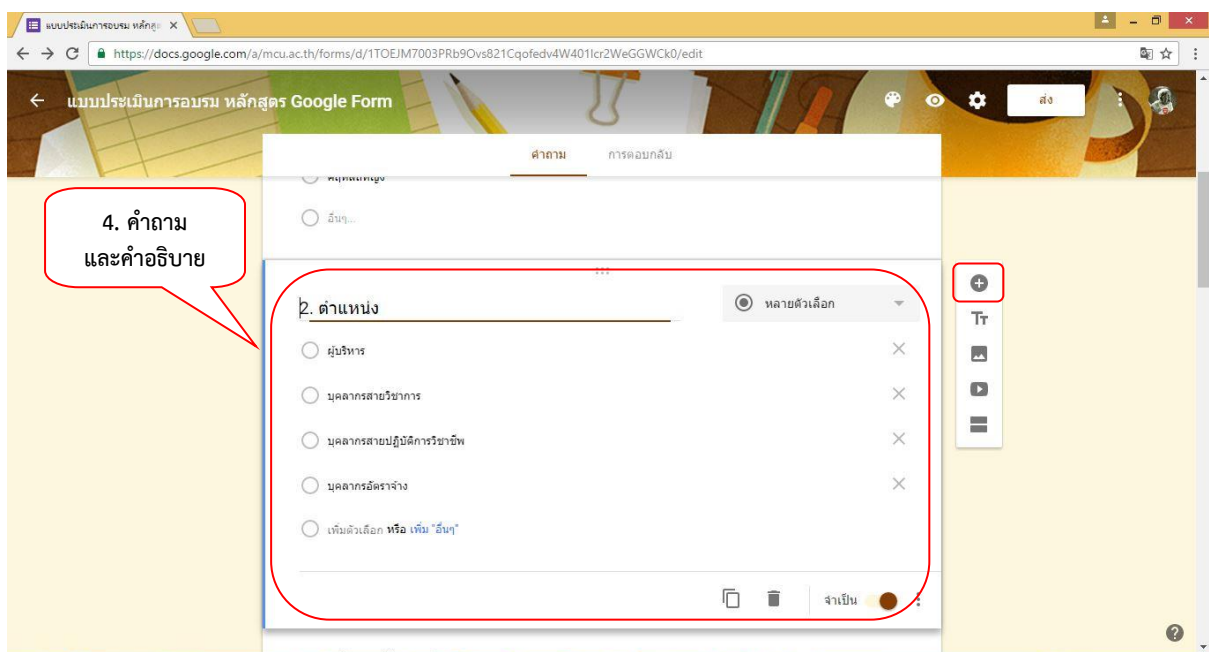 แบบประเมินการอบรม หลักสู
https://docs.google.com/a/mcu.ac.th/forms/d/1TOEJM7003PRb9Ovs821Cqofedv4W401Icr2WeGGWCk0/edit
แบบประเมินการอบรม หลักสูตร Google Form
ส่ง
คำถาม การตอบกลับ
อื่นๆ...
4. คำถาม
และคำอธิบาย
2. ตำแหน่ง
หลายตัวเลือก
Tт
ผู้บริหาร
บุคลากรสายวิชาการ
บุคลากรสายปฏิบัติการวิชาชีพ
บุคลากรอัตราจ้าง
เพิ่มตัวเลือก หรือ เพิ่ม "อื่นๆ"
จำเป็น